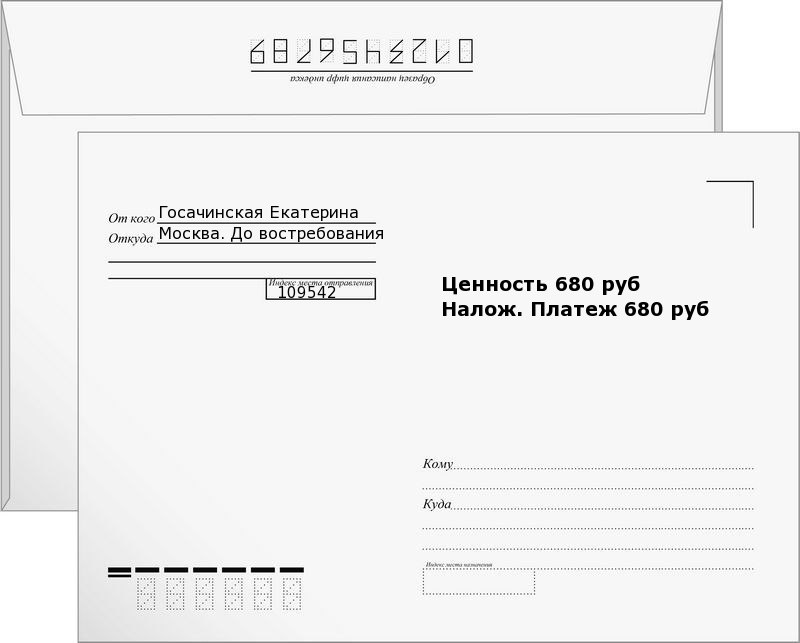 0123456789
Образец написания цифр индекса
От кого Госачинская Екатерина
Откуда Москва. До востребования
Индекс места отправления
109542
Ценность 680 руб
Налож. Платеж 680 руб
Кому
Куда
Индекс места назначения